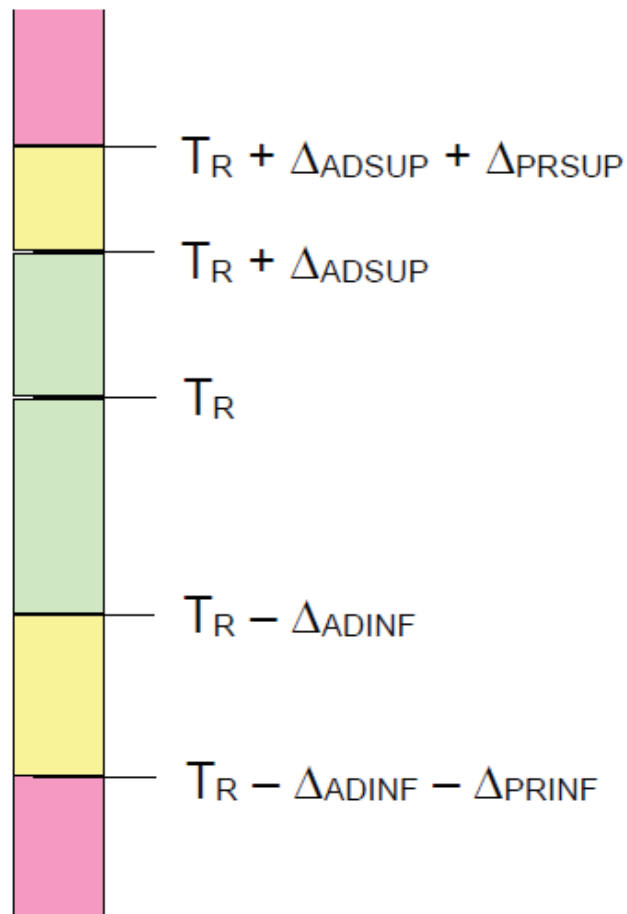 TR + ΔADSUP + ΔPRSUP
TR + ΔADSUP
TR
TR – ΔADINF
TR – ΔADINF – ΔPRINF